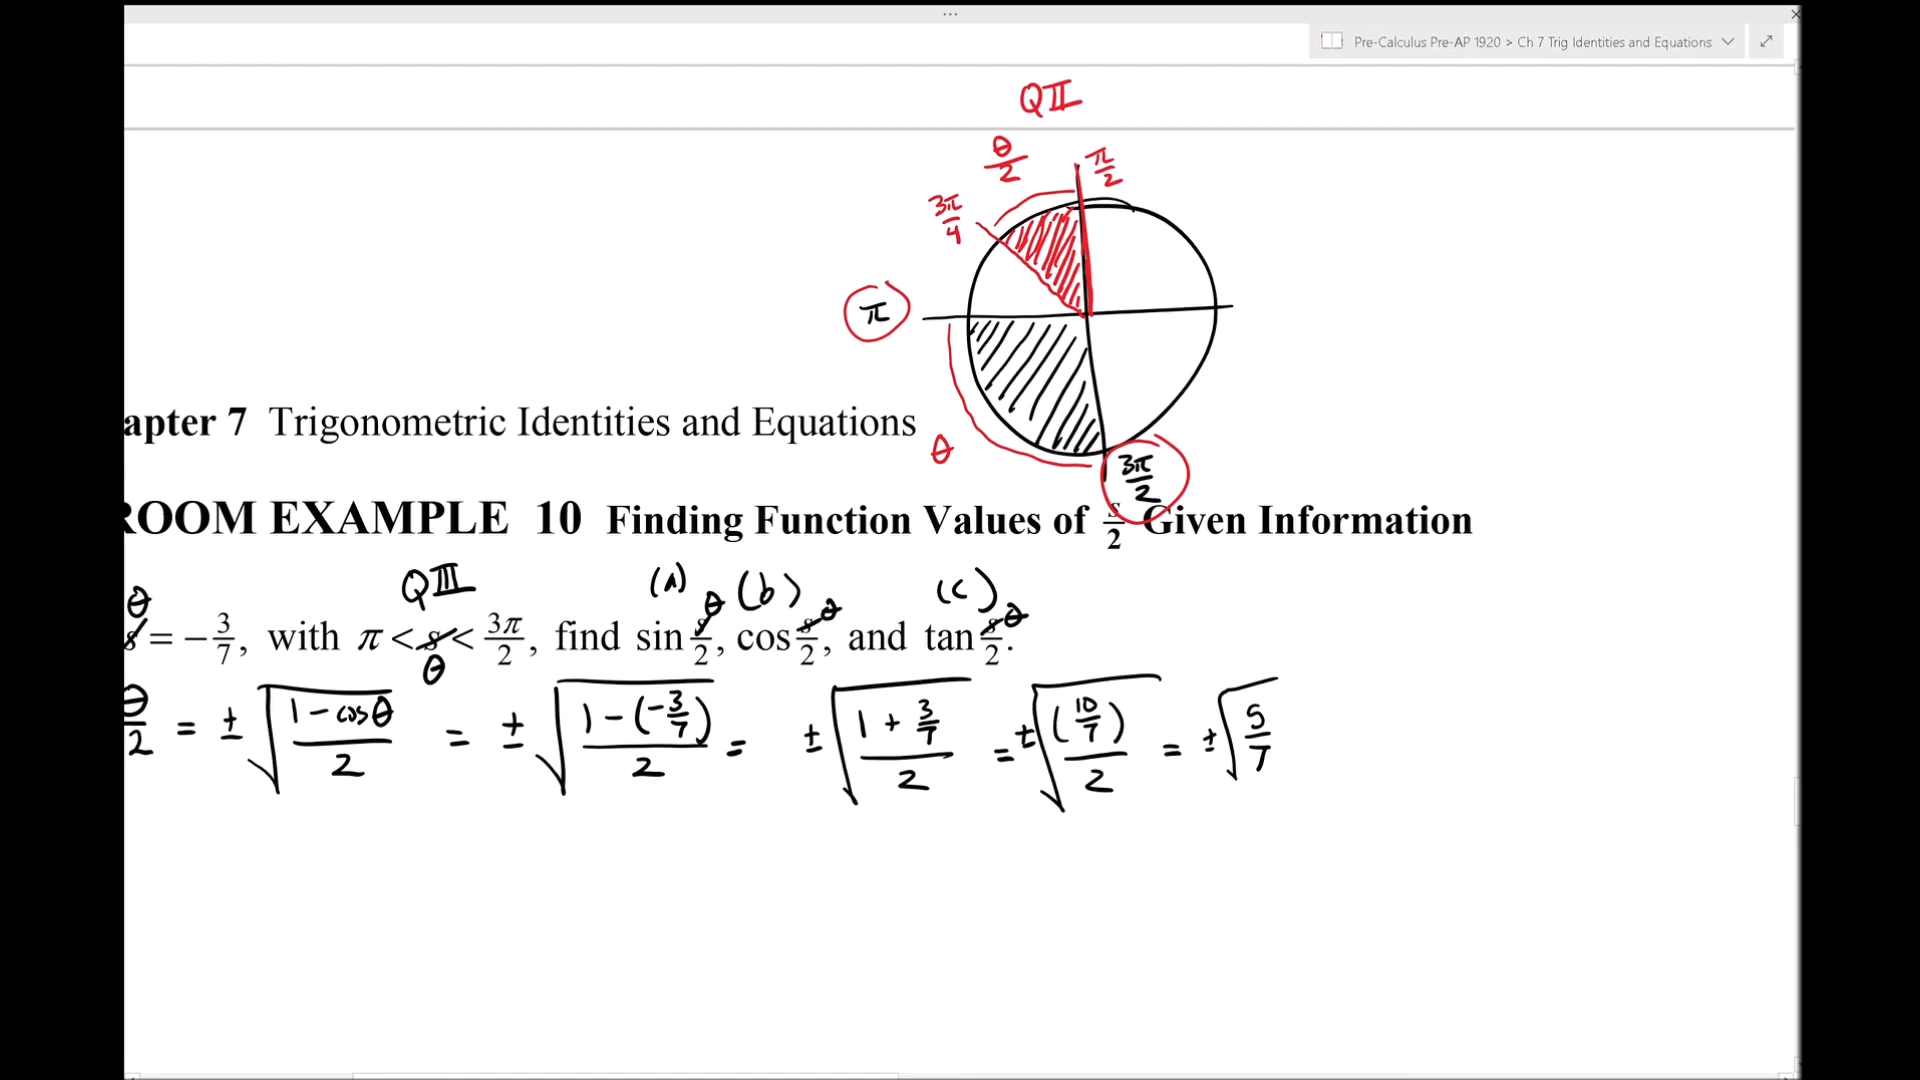 Pre-Calculus Pre-AP 1920 > Ch 7 Trig Identities and Equations
QII
θ/2
π/2
3π/4
π
apter 7 Trigonometric Identities and Equations
θ
3π/2
ROOM EXAMPLE 10 Finding Function Values of s/2 Given Information
θ QIII (a) θ (b) θ (c) θ
s = −3/7, with π < s < 3π/2, find sin s/2, cos s/2, and tan s/2.
θ
θ/2 = ±√((1 − cosθ)/2) = ±√((1 − (−3/7))/2) = ±√((1 + 3/7)/2) = ±√((10/7)/2) = ±√(5/7)